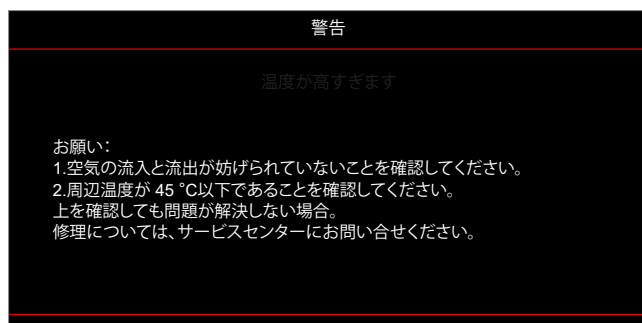 警告
温度が高すぎます
お願い：
1.空気の流入と流出が妨げられていないことを確認してください。
2.周辺温度が 45 °C以下であることを確認してください。
上を確認しても問題が解決しない場合。
修理については、サービスセンターにお問い合せください。